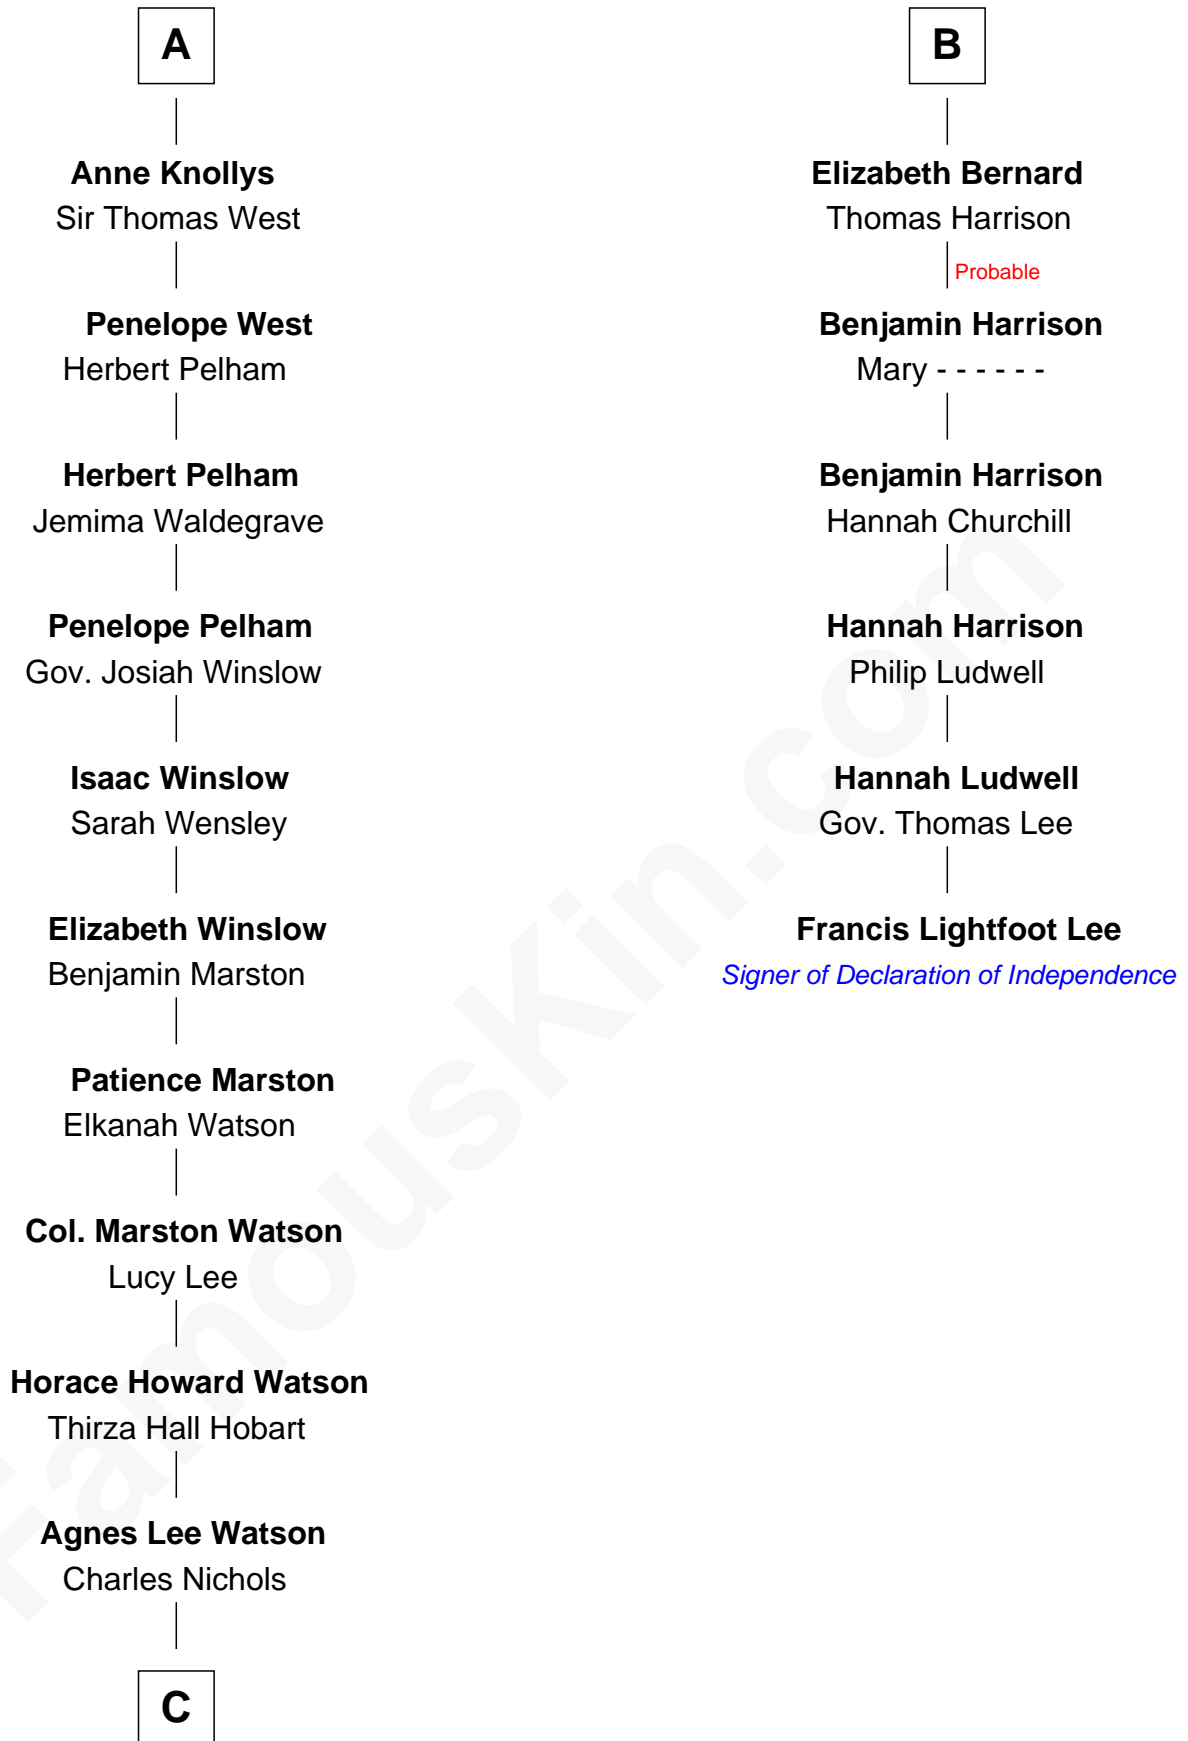 A
Anne Knollys
Sir Thomas West
Penelope West
Herbert Pelham
Herbert Pelham
Jemima Waldegrave
Penelope Pelham
Gov. Josiah Winslow
Isaac Winslow
Sarah Wensley
Elizabeth Winslow
Benjamin Marston
Patience Marston
Elkanah Watson
Col. Marston Watson
Lucy Lee
Horace Howard Watson
Thirza Hall Hobart
Agnes Lee Watson
Charles Nichols
C
B
Elizabeth Bernard
Thomas Harrison
Probable
Benjamin Harrison
Mary - - - - - -
Benjamin Harrison
Hannah Churchill
Hannah Harrison
Philip Ludwell
Hannah Ludwell
Gov. Thomas Lee
Francis Lightfoot Lee
Signer of Declaration of Independence
FamousKin.com